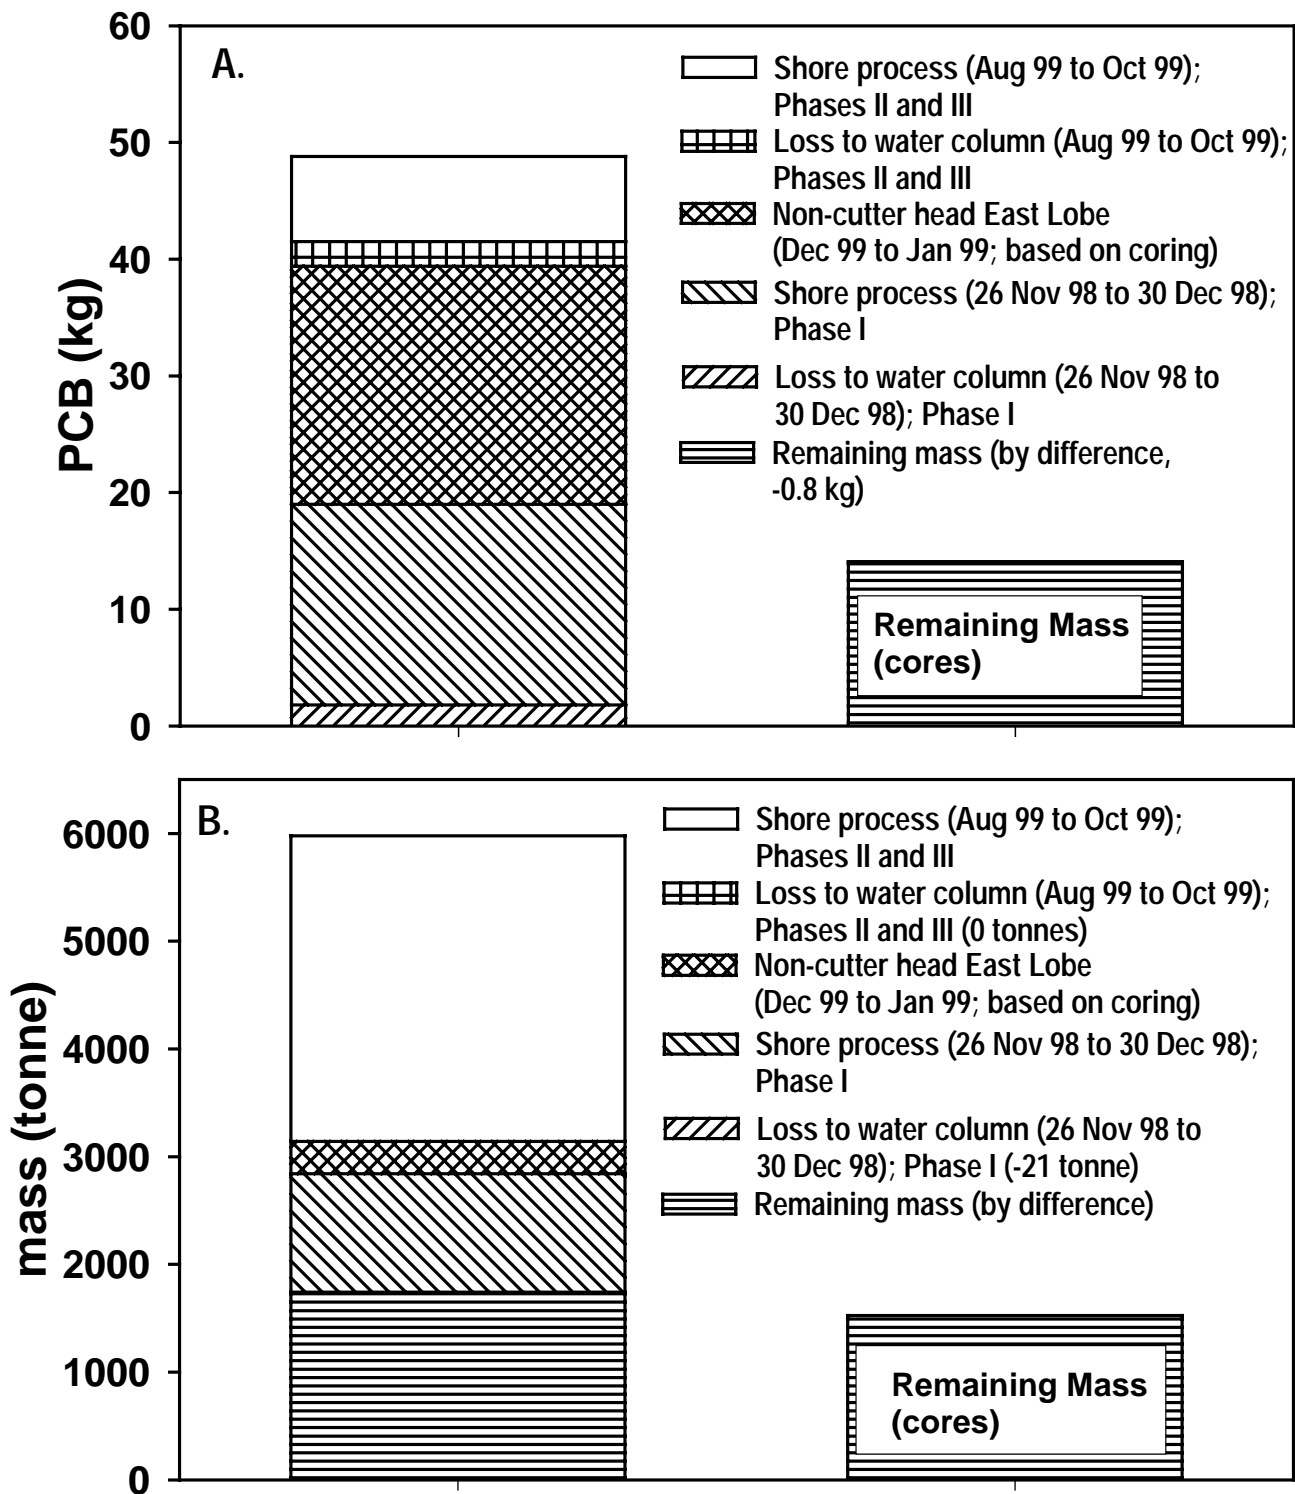 A.
PCB (kg)
60
50
40
30
20
10
0
Shore process (Aug 99 to Oct 99);
Phases II and III
Loss to water column (Aug 99 to Oct 99);
Phases II and III
Non-cutter head East Lobe
(Dec 99 to Jan 99; based on coring)
Shore process (26 Nov 98 to 30 Dec 98);
Phase I
Loss to water column (26 Nov 98 to
30 Dec 98); Phase I
Remaining mass (by difference,
-0.8 kg)
Remaining Mass
(cores)
B.
mass (tonne)
6000
5000
4000
3000
2000
1000
0
Shore process (Aug 99 to Oct 99);
Phases II and III
Loss to water column (Aug 99 to Oct 99);
Phases II and III (0 tonnes)
Non-cutter head East Lobe
(Dec 99 to Jan 99; based on coring)
Shore process (26 Nov 98 to 30 Dec 98);
Phase I
Loss to water column (26 Nov 98 to
30 Dec 98); Phase I (-21 tonne)
Remaining mass (by difference)
Remaining Mass
(cores)